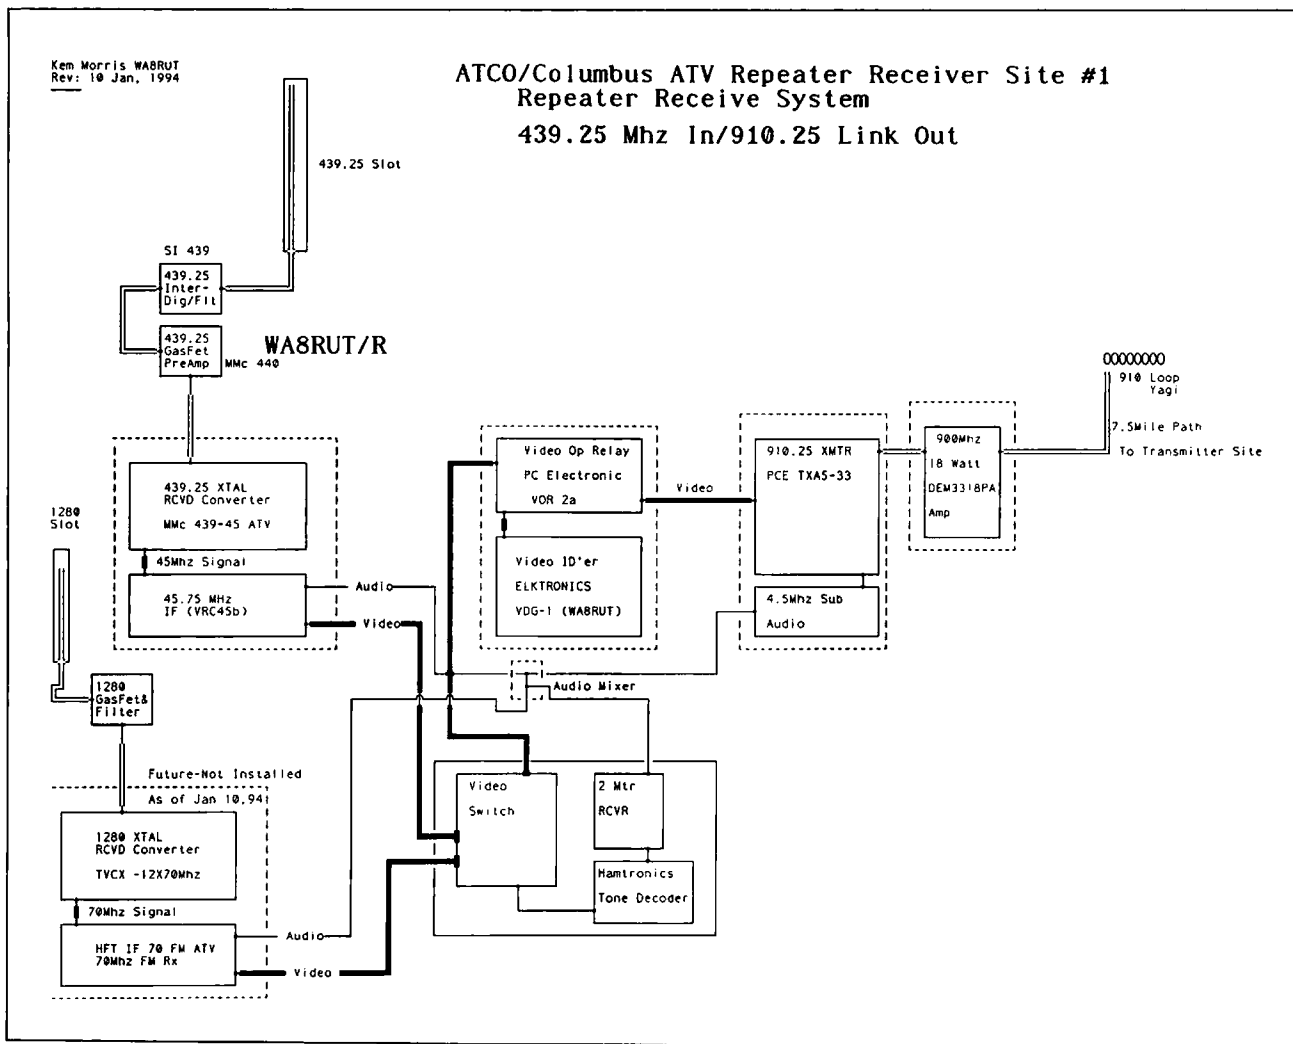 Kem Morris WA8RUT
Rev: 10 Jan, 1994
ATCO/Columbus ATV Repeater Receiver Site #1
Repeater Receive System
439.25 Mhz In/910.25 Link Out
439.25 Slot
SI 439
439.25
Inter-
Dig/Flt
439.25
GasFet
PreAmp
MMc 440
WA8RUT/R
OOOOOOOO
910 Loop
Yagi
7.5Mile Path
To Transmitter Site
900Mhz
18 Watt
DEM3318PA
Amp
910.25 XMTR
PCE TXA5-33
4.5Mhz Sub
Audio
Video Op Relay
PC Electronic
VOR 2a
Video
Video ID'er
ELKTRONICS
VDG-1 (WA8RUT)
439.25 XTAL
RCVD Converter
MMc 439-45 ATV
45Mhz Signal
45.75 MHz
IF (VRC45b)
Audio
Video
1280
Slot
1280
GasFet&
Filter
Audio Mixer
Future-Not Installed
As of Jan 10,94
1280 XTAL
RCVD Converter
TVCX -12X70Mhz
70Mhz Signal
HFT IF 70 FM ATV
70Mhz FM Rx
Audio
Video
Video
Switch
2 Mtr
RCVR
Hamtronics
Tone Decoder